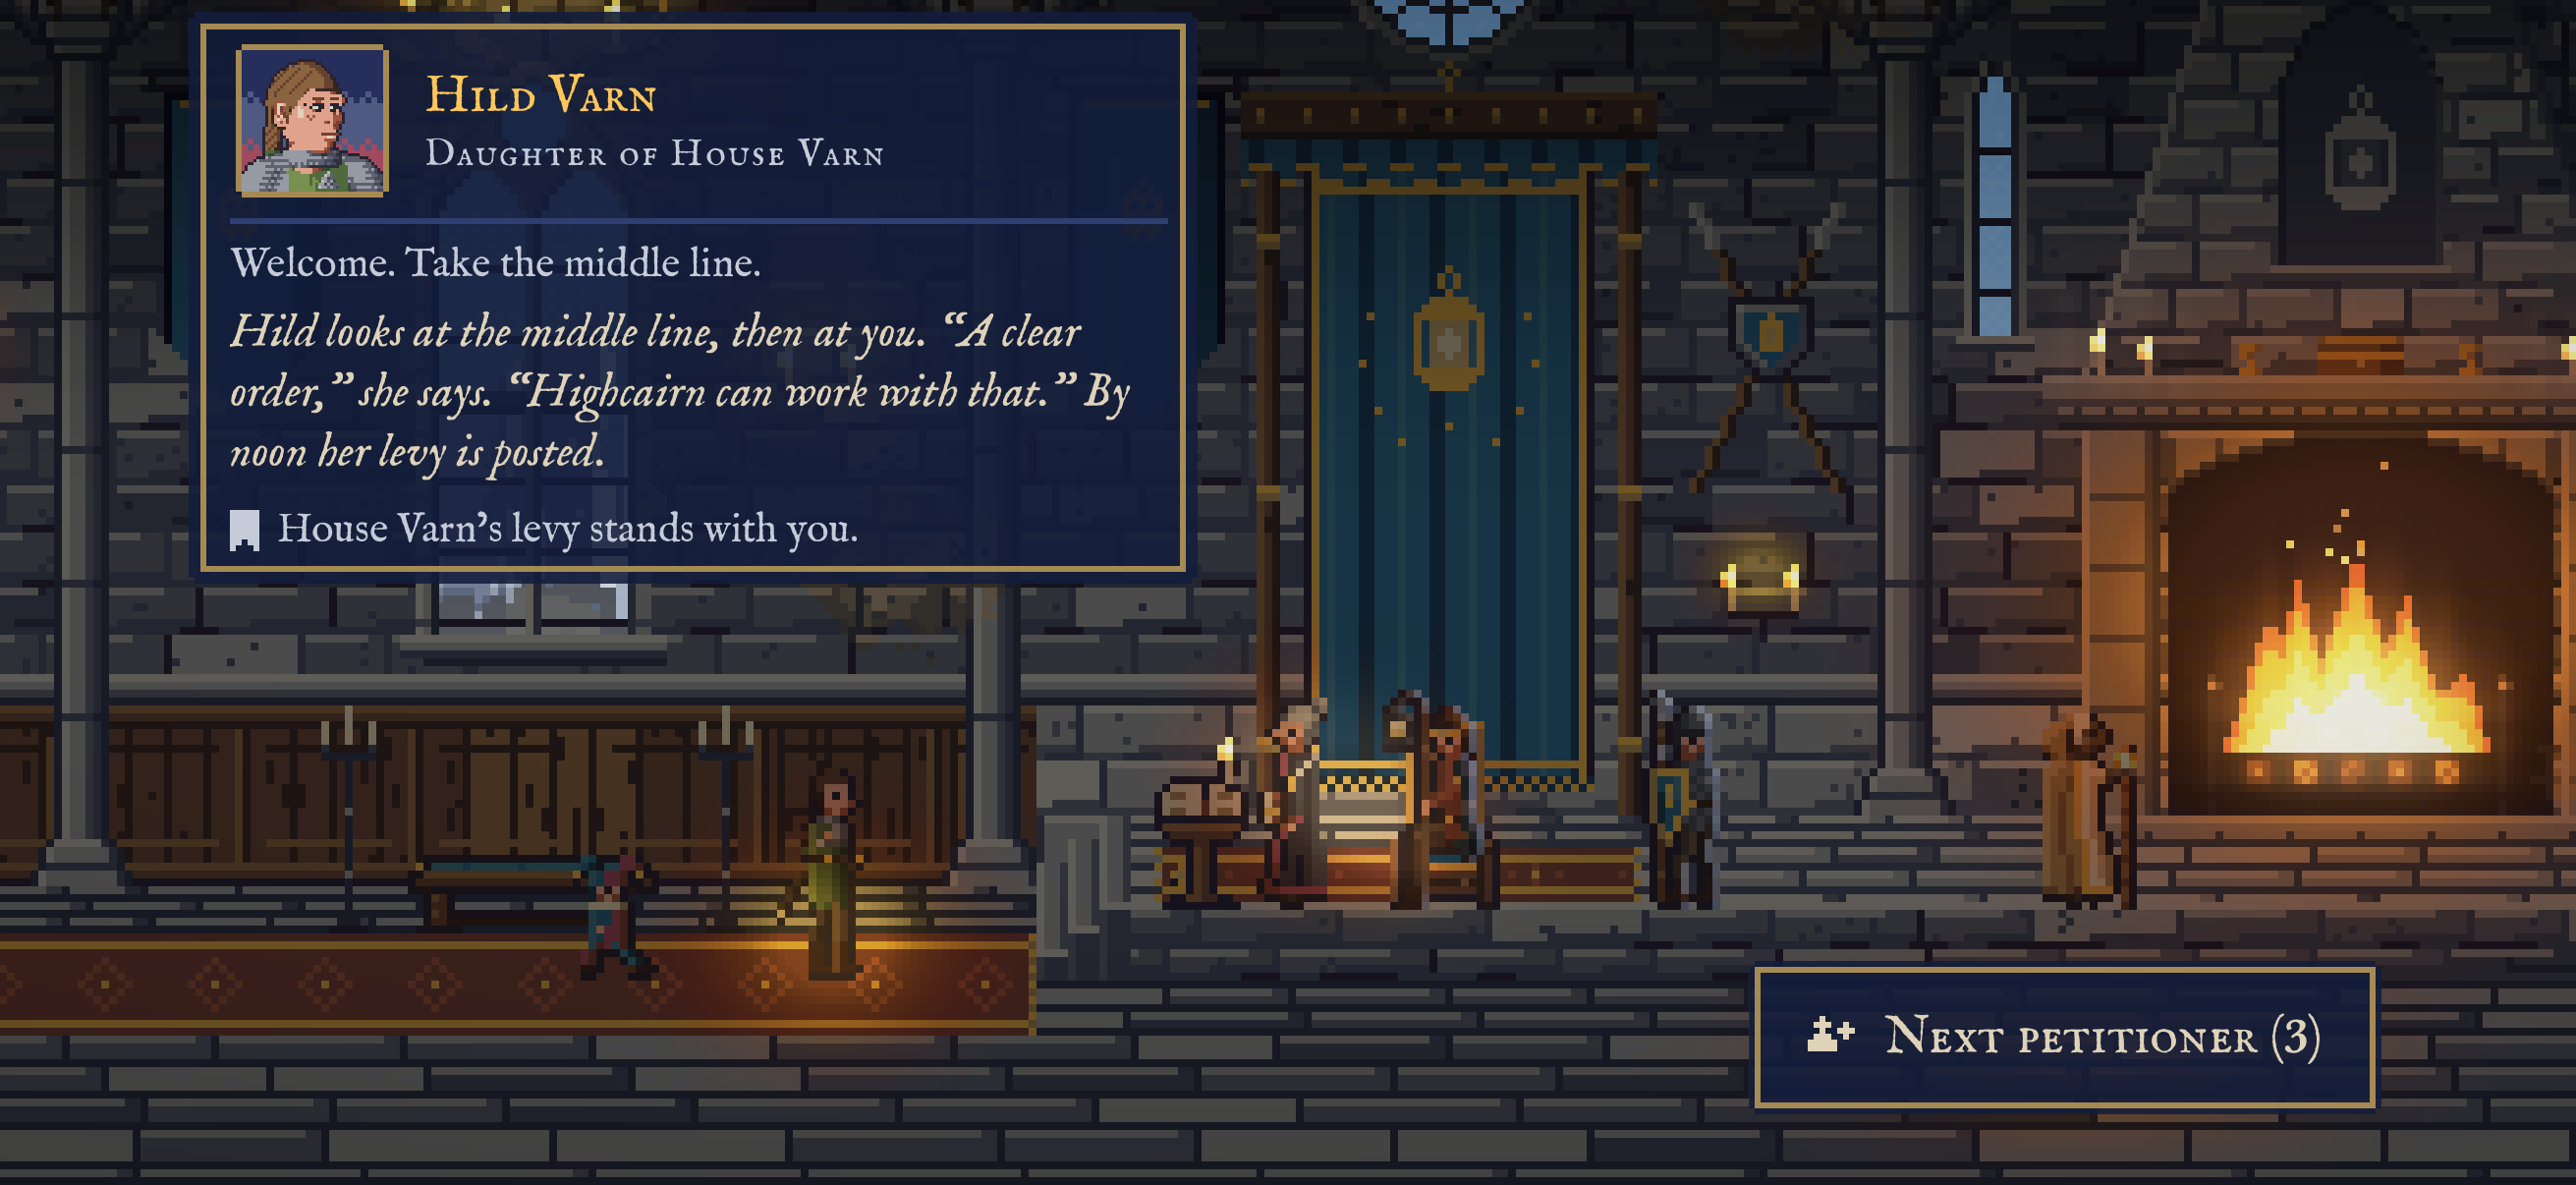 Hild Varn
Daughter of House Varn
Welcome. Take the middle line.
Hild looks at the middle line, then at you. “A clear
order,” she says. “Highcairn can work with that.” By
noon her levy is posted.
House Varn’s levy stands with you.
Next petitioner (3)